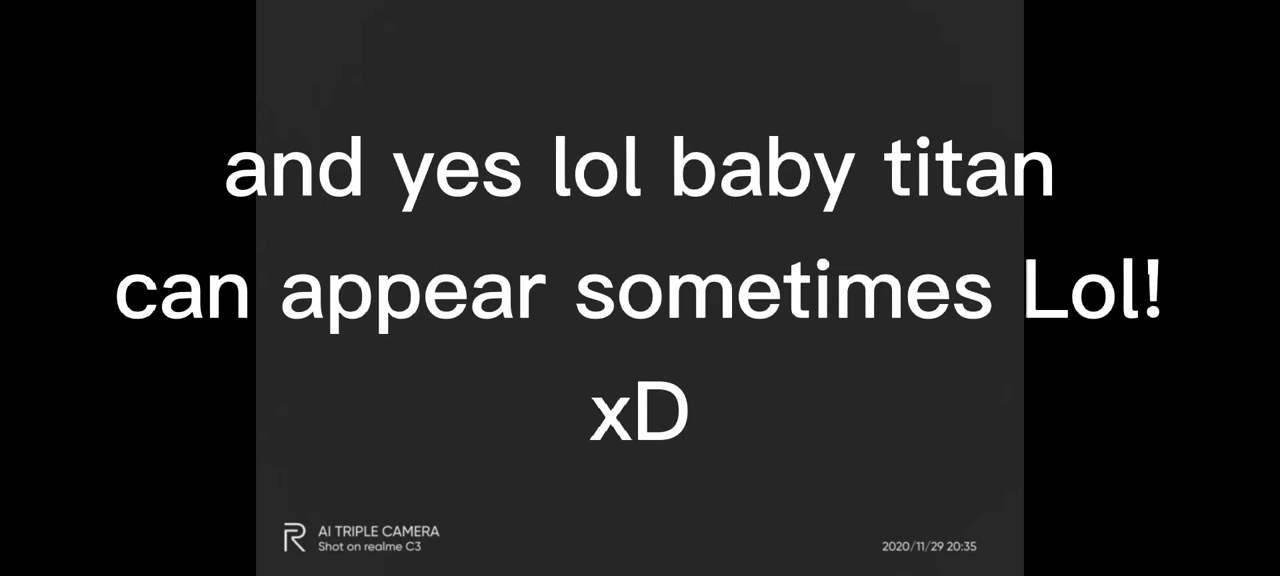 and yes lol baby titan
can appear sometimes Lol!
xD
AI TRIPLE CAMERA
Shot on realme C3
2020/11/29 20:35